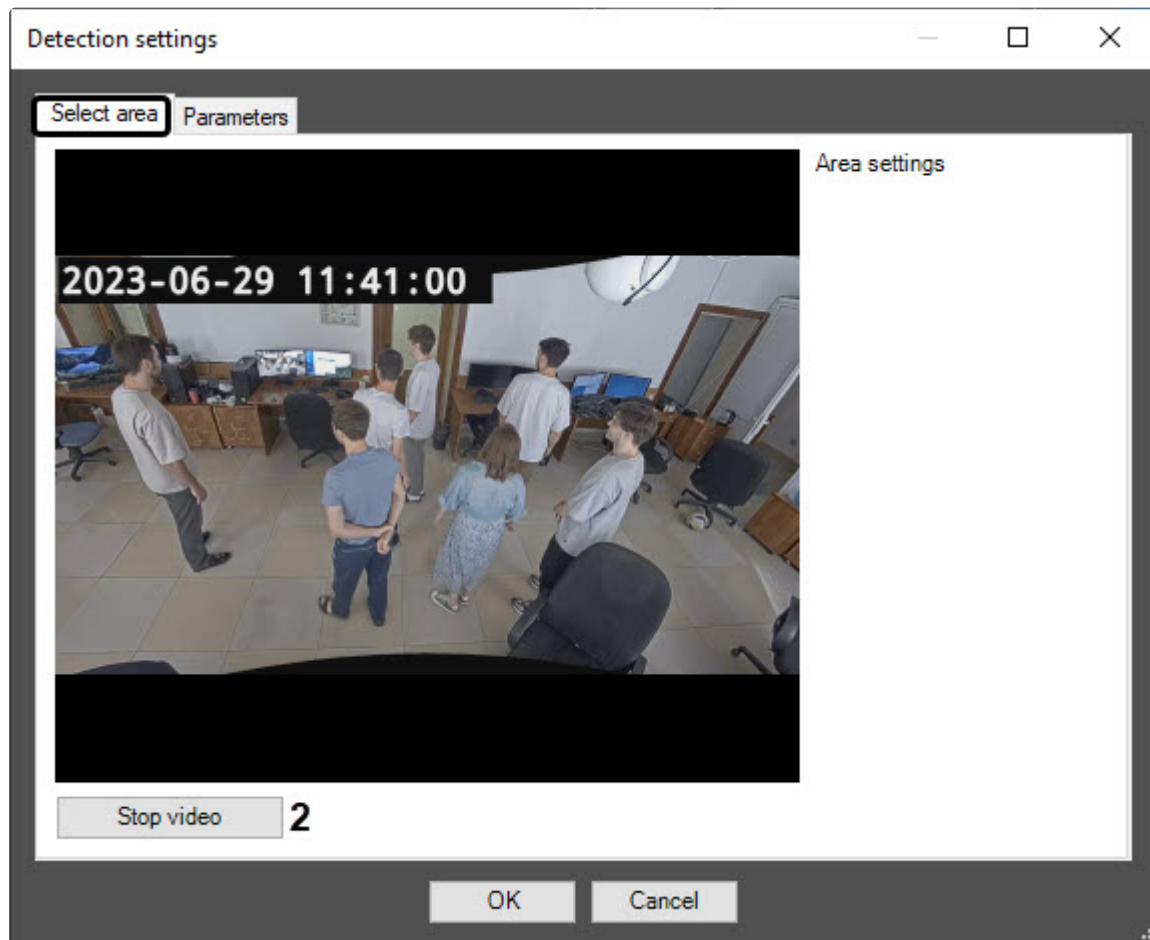 Detection settings
Select area
Parameters
Area settings
2023-06-29 11:41:00
Stop video
2
OK
Cancel